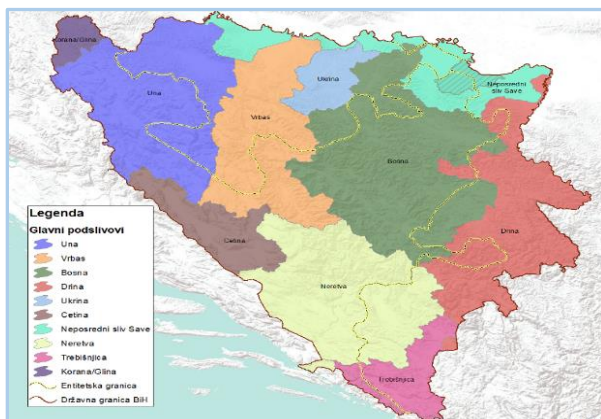 Korana/Glina
Una
Vrbas
Ukrina
Neposredni
sliv Save
Bosna
Drina
Cetina
Neretva
Trebišnjica
Legenda
Glavni podslivovi
Una
Vrbas
Bosna
Drina
Ukrina
Cetina
Neposredni sliv Save
Neretva
Trebišnjica
Korana/Glina
Entitetska granica
Državna granica BiH